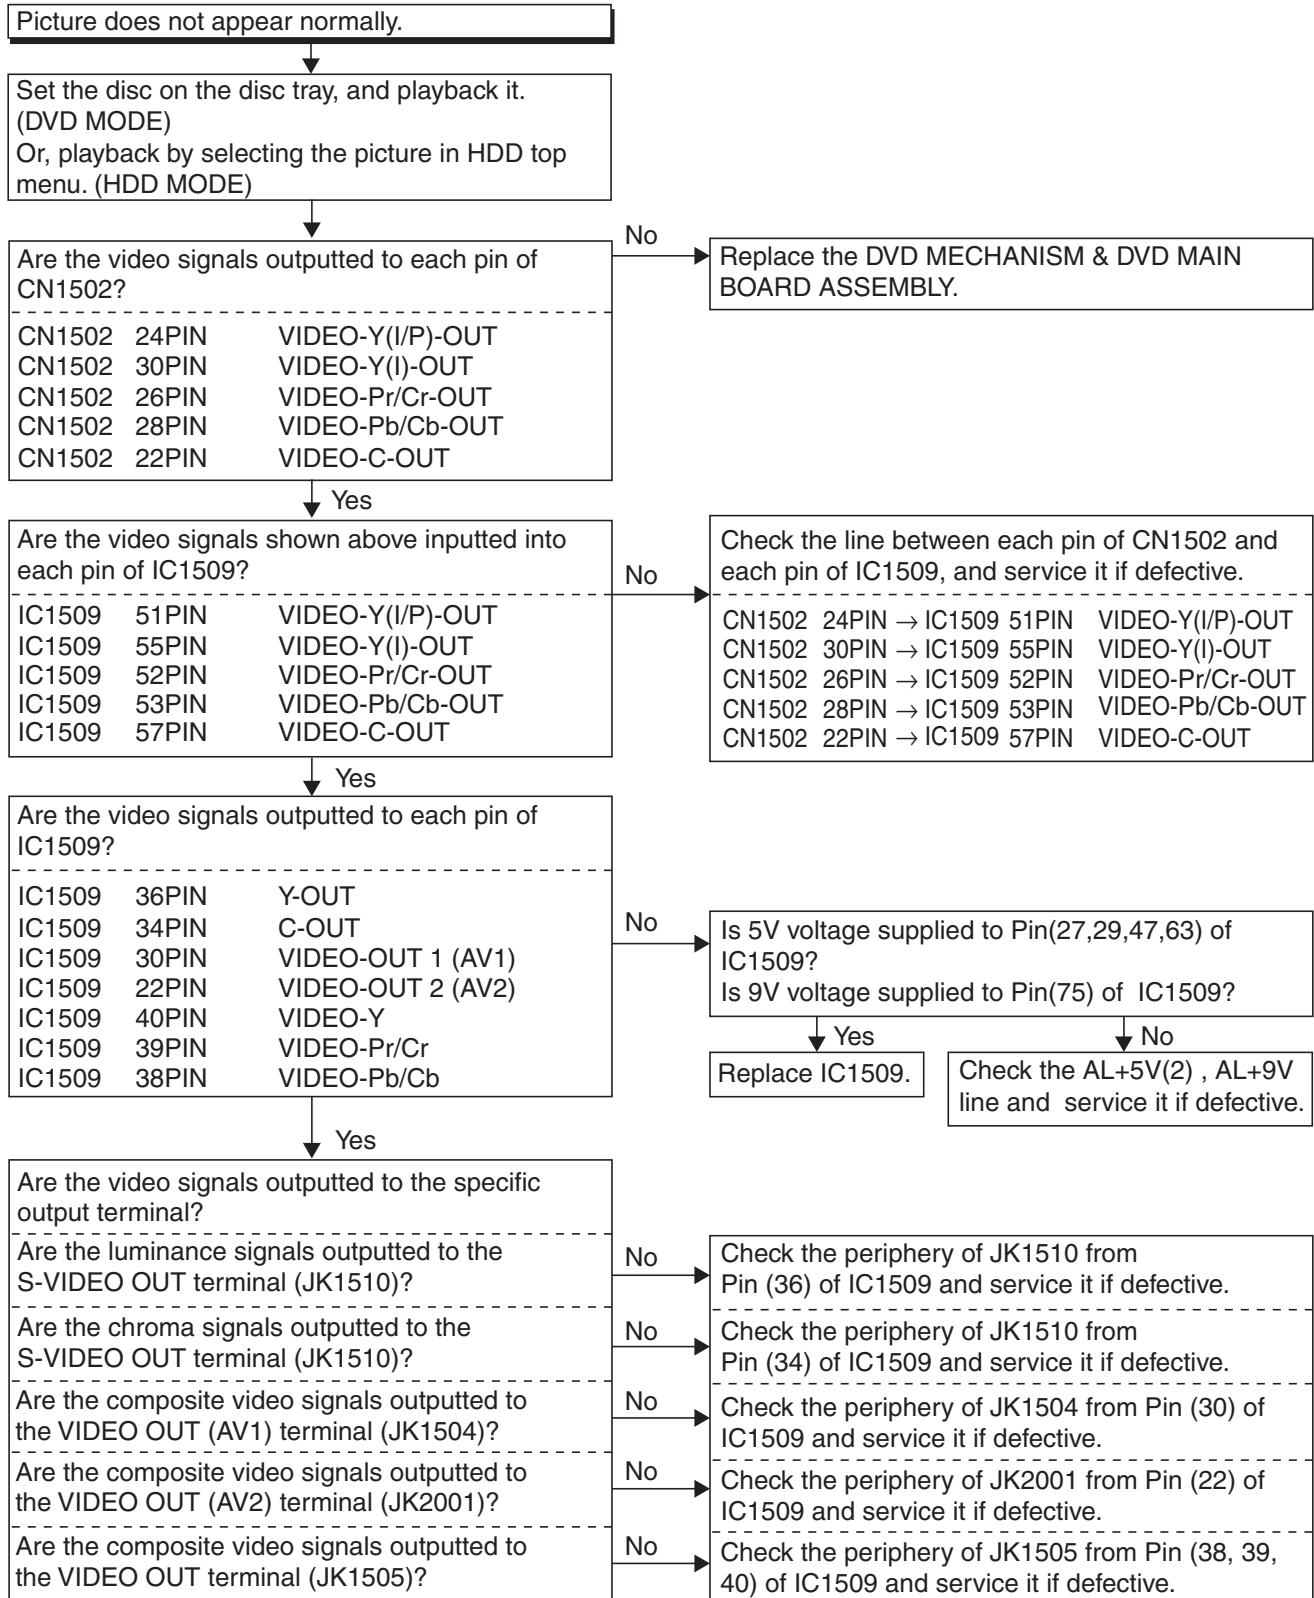 Picture does not appear normally.
Set the disc on the disc tray, and playback it.
(DVD MODE)
Or, playback by selecting the picture in HDD top
menu. (HDD MODE)
Are the video signals outputted to each pin of
CN1502?
CN1502 24PIN VIDEO-Y(I/P)-OUT
CN1502 30PIN VIDEO-Y(I)-OUT
CN1502 26PIN VIDEO-Pr/Cr-OUT
CN1502 28PIN VIDEO-Pb/Cb-OUT
CN1502 22PIN VIDEO-C-OUT
No
Replace the DVD MECHANISM & DVD MAIN
BOARD ASSEMBLY.
Yes
Are the video signals shown above inputted into
each pin of IC1509?
IC1509 51PIN VIDEO-Y(I/P)-OUT
IC1509 55PIN VIDEO-Y(I)-OUT
IC1509 52PIN VIDEO-Pr/Cr-OUT
IC1509 53PIN VIDEO-Pb/Cb-OUT
IC1509 57PIN VIDEO-C-OUT
No
Check the line between each pin of CN1502 and
each pin of IC1509, and service it if defective.
CN1502 24PIN → IC1509 51PIN VIDEO-Y(I/P)-OUT
CN1502 30PIN → IC1509 55PIN VIDEO-Y(I)-OUT
CN1502 26PIN → IC1509 52PIN VIDEO-Pr/Cr-OUT
CN1502 28PIN → IC1509 53PIN VIDEO-Pb/Cb-OUT
CN1502 22PIN → IC1509 57PIN VIDEO-C-OUT
Yes
Are the video signals outputted to each pin of
IC1509?
IC1509 36PIN Y-OUT
IC1509 34PIN C-OUT
IC1509 30PIN VIDEO-OUT 1 (AV1)
IC1509 22PIN VIDEO-OUT 2 (AV2)
IC1509 40PIN VIDEO-Y
IC1509 39PIN VIDEO-Pr/Cr
IC1509 38PIN VIDEO-Pb/Cb
No
Is 5V voltage supplied to Pin(27,29,47,63) of
IC1509?
Is 9V voltage supplied to Pin(75) of IC1509?
Yes
Replace IC1509.
No
Check the AL+5V(2) , AL+9V
line and service it if defective.
Yes
Are the video signals outputted to the specific
output terminal?
Are the luminance signals outputted to the
S-VIDEO OUT terminal (JK1510)?
No
Check the periphery of JK1510 from
Pin (36) of IC1509 and service it if defective.
Are the chroma signals outputted to the
S-VIDEO OUT terminal (JK1510)?
No
Check the periphery of JK1510 from
Pin (34) of IC1509 and service it if defective.
Are the composite video signals outputted to
the VIDEO OUT (AV1) terminal (JK1504)?
No
Check the periphery of JK1504 from Pin (30) of
IC1509 and service it if defective.
Are the composite video signals outputted to
the VIDEO OUT (AV2) terminal (JK2001)?
No
Check the periphery of JK2001 from Pin (22) of
IC1509 and service it if defective.
Are the composite video signals outputted to
the VIDEO OUT terminal (JK1505)?
No
Check the periphery of JK1505 from Pin (38, 39,
40) of IC1509 and service it if defective.